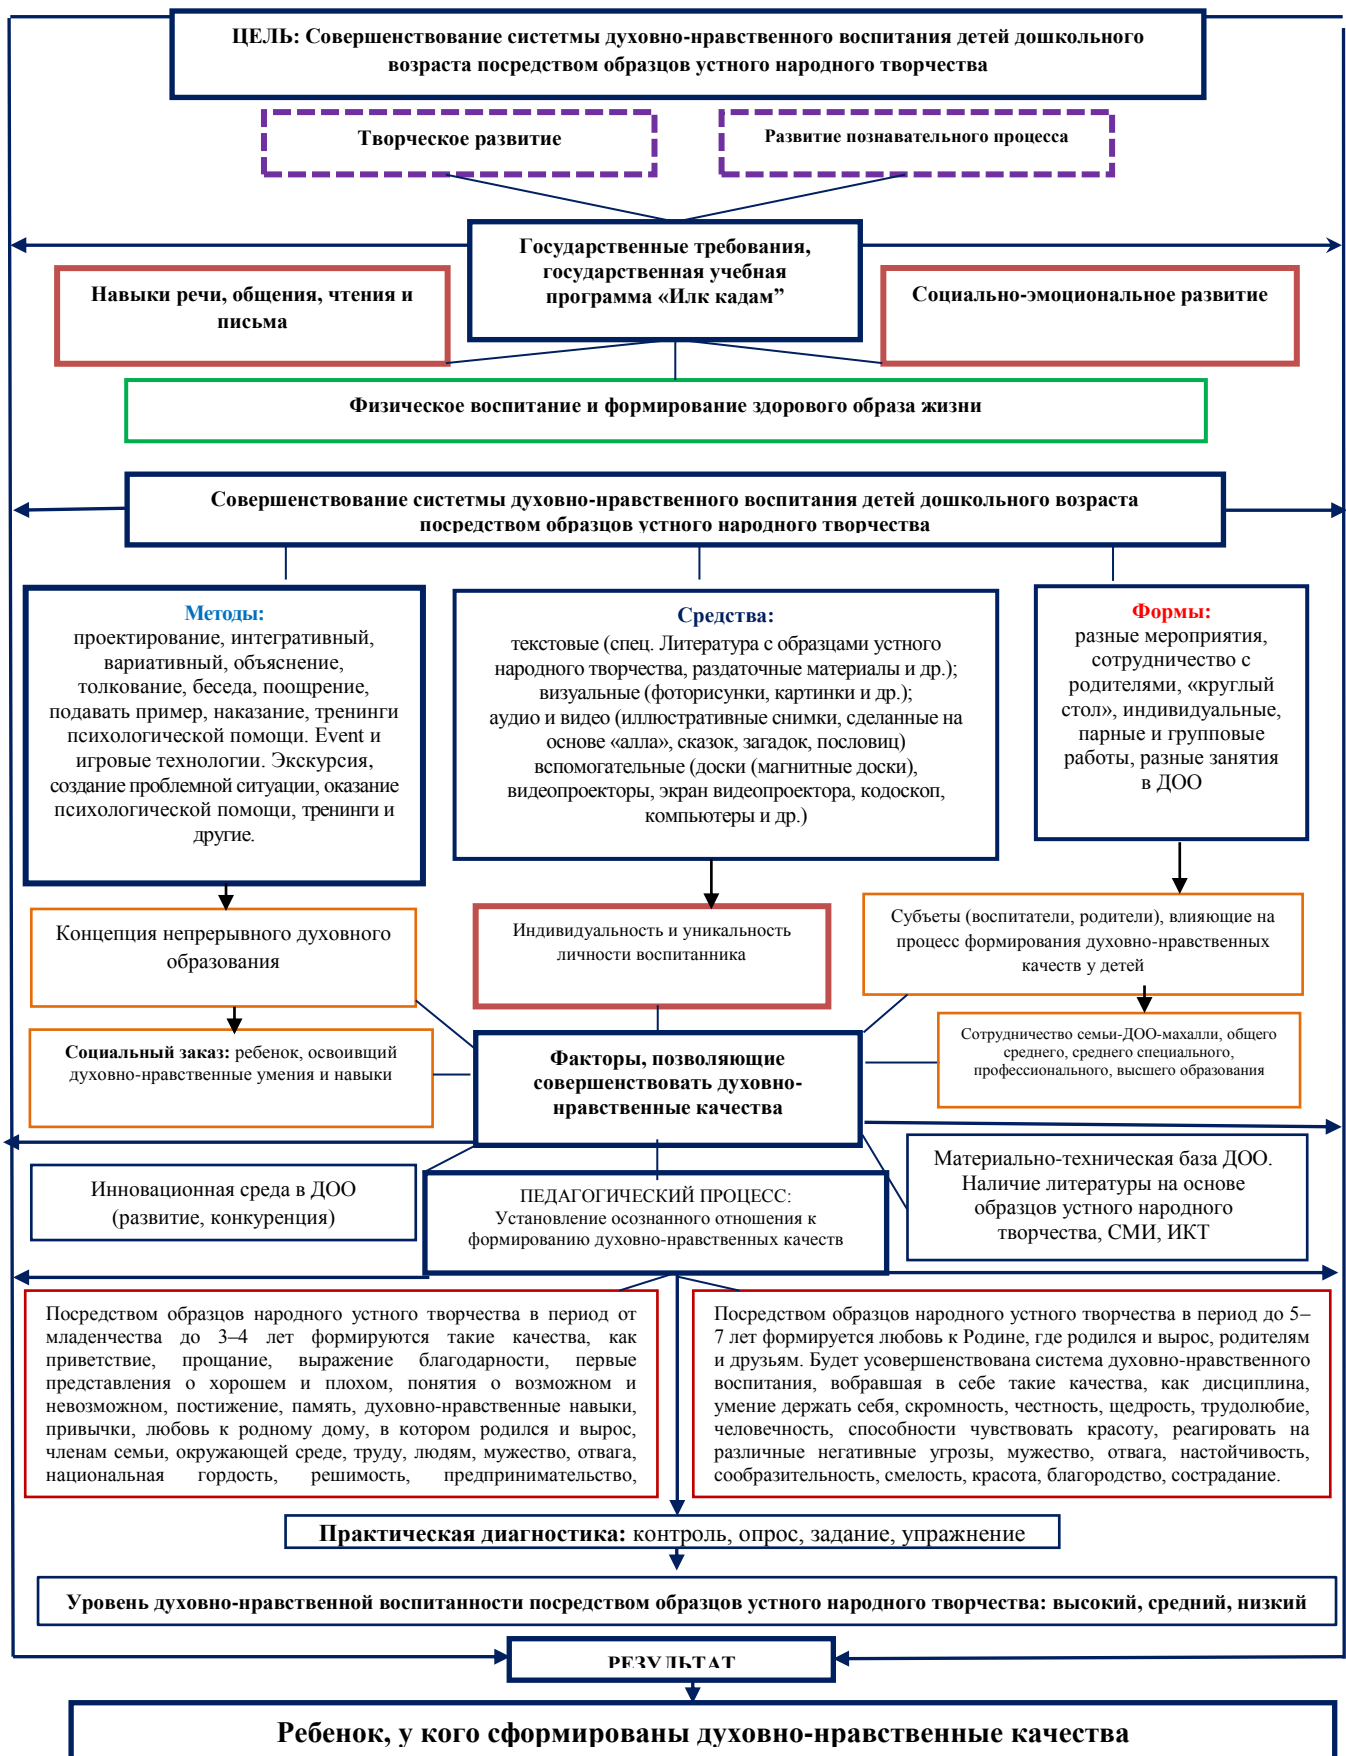 ЦЕЛЬ: Совершенствование систетмы духовно-нравственного воспитания детей дошкольного
возраста посредством образцов устного народного творчества
Творческое развитие
Развитие познавательного процесса
Государственные требования,
государственная учебная
программа «Илк кадам”
Навыки речи, общения, чтения и
письма
Социально-эмоциональное развитие
Физическое воспитание и формирование здорового образа жизни
Совершенствование систетмы духовно-нравственного воспитания детей дошкольного возраста
посредством образцов устного народного творчества
Методы:
проектирование, интегративный,
вариативный, объяснение,
толкование, беседа, поощрение,
подавать пример, наказание, тренинги
психологической помощи. Event и
игровые технологии. Экскурсия,
создание проблемной ситуации, оказание
психологической помощи, тренинги и
другие.
Средства:
текстовые (спец. Литература с образцами устного
народного творчества, раздаточные материалы и др.);
визуальные (фоторисунки, картинки и др.);
аудио и видео (иллюстративные снимки, сделанные на
основе «алла», сказок, загадок, пословиц)
вспомогательные (доски (магнитные доски),
видеопроекторы, экран видеопроектора, кодоскоп,
компьютеры и др.)
Формы:
разные мероприятия,
сотрудничество с
родителями, «круглый
стол», индивидуальные,
парные и групповые
работы, разные занятия
в ДОО
Концепция непрерывного духовного
образования
Индивидуальность и уникальность
личности воспитанника
Субъеты (воспитатели, родители), влияющие на
процесс формирования духовно-нравственных
качеств у детей
Социальный заказ: ребенок, освоивший
духовно-нравственные умения и навыки
Факторы, позволяющие
совершенствовать духовно-
нравственные качества
Сотрудничество семьи-ДОО-махалли, общего
среднего, среднего специального,
профессионального, высшего образования
Инновационная среда в ДОО
(развитие, конкуренция)
ПЕДАГОГИЧЕСКИЙ ПРОЦЕСС:
Установление осознанного отношения к
формированию духовно-нравственных качеств
Материально-техническая база ДОО.
Наличие литературы на основе
образцов устного народного
творчества, СМИ, ИКТ
Посредством образцов народного устного творчества в период от
младенчества до 3–4 лет формируются такие качества, как
приветствие, прощание, выражение благодарности, первые
представления о хорошем и плохом, понятия о возможном и
невозможном, постижение, память, духовно-нравственные навыки,
привычки, любовь к родному дому, в котором родился и вырос,
членам семьи, окружающей среде, труду, людям, мужество, отвага,
национальная гордость, решимость, предпринимательство,
Посредством образцов народного устного творчества в период до 5–
7 лет формируется любовь к Родине, где родился и вырос, родителям
и друзьям. Будет усовершенствована система духовно-нравственного
воспитания, вобравшая в себе такие качества, как дисциплина,
умение держать себя, скромность, честность, щедрость, трудолюбие,
человечность, способности чувствовать красоту, реагировать на
различные негативные угрозы, мужество, отвага, настойчивость,
сообразительность, смелость, красота, благородство, сострадание.
Практическая диагностика: контроль, опрос, задание, упражнение
Уровень духовно-нравственной воспитанности посредством образцов устного народного творчества: высокий, средний, низкий
РЕЗУЛЬТАТ
Ребенок, у кого сформированы духовно-нравственные качества